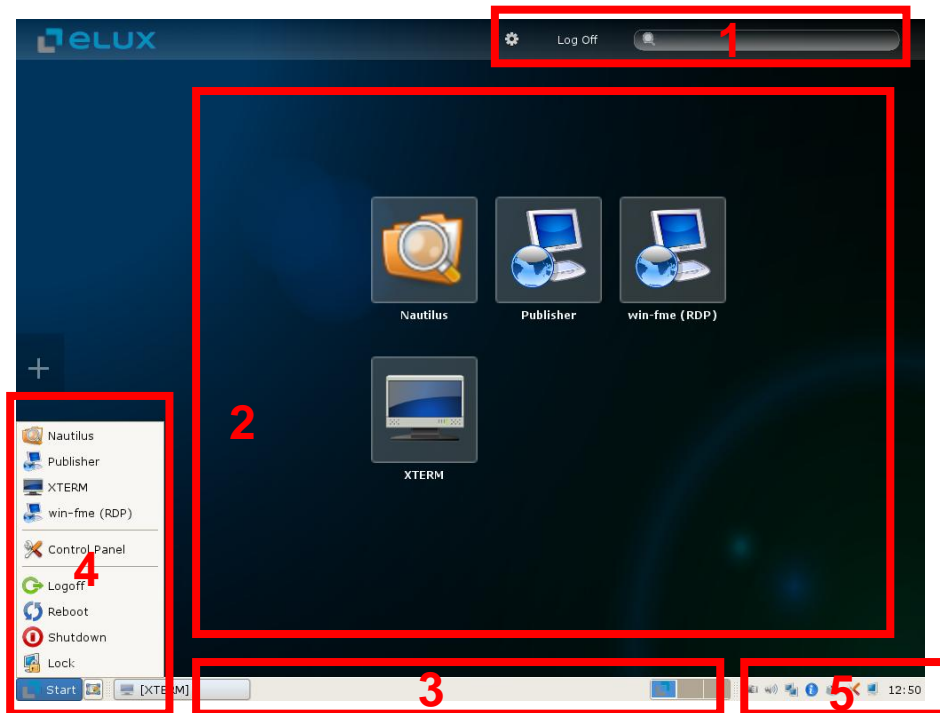 eLUX
Log Off
1
2
Nautilus
Publisher
win-fme (RDP)
XTERM
Nautilus
Publisher
XTERM
win-fme (RDP)
Control Panel
4
Logoff
Reboot
Shutdown
Lock
Start
[XTERM]
3
5
12:50